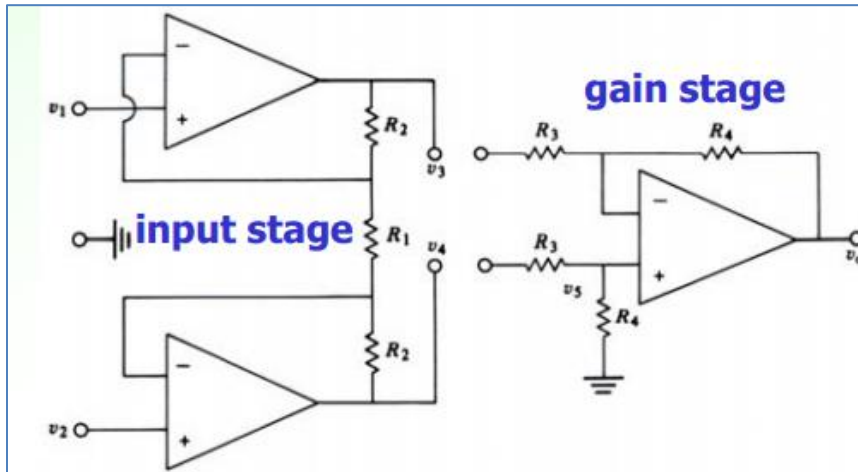 gain stage
v1
R2
v3
R3
R4
input stage
R1
v4
R3
v5
R4
R2
v2